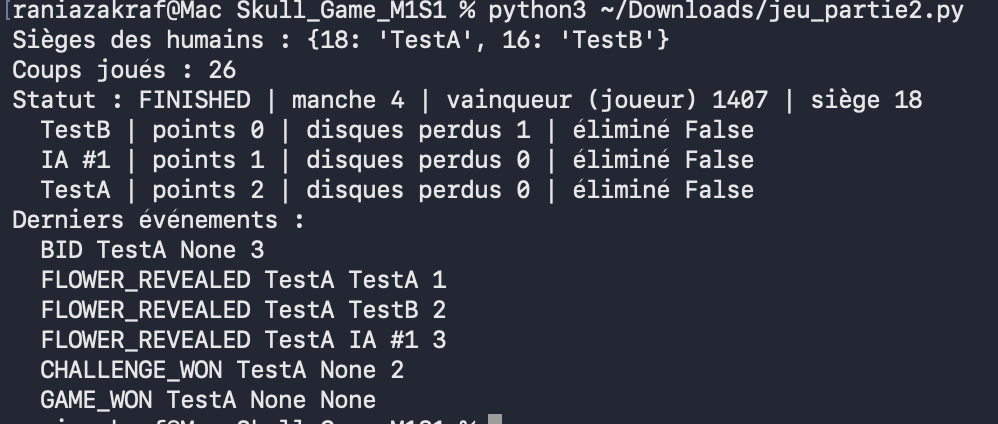 [raniazakraf@Mac Skull_Game_M1S1 % python3 ~/Downloads/jeu_partie2.py
Sièges des humains : {18: 'TestA', 16: 'TestB'}
Coups joués : 26
Statut : FINISHED | manche 4 | vainqueur (joueur) 1407 | siège 18
  TestB | points 0 | disques perdus 1 | éliminé False
  IA #1 | points 1 | disques perdus 0 | éliminé False
  TestA | points 2 | disques perdus 0 | éliminé False
Derniers événements :
  BID TestA None 3
  FLOWER_REVEALED TestA TestA 1
  FLOWER_REVEALED TestA TestB 2
  FLOWER_REVEALED TestA IA #1 3
  CHALLENGE_WON TestA None 2
  GAME_WON TestA None None